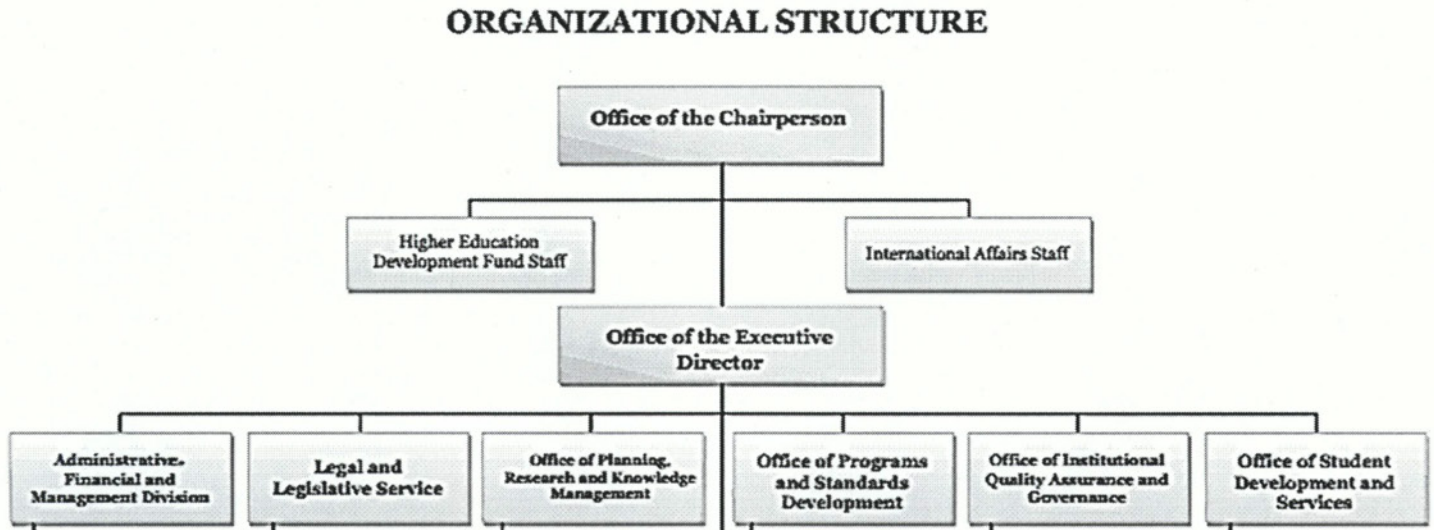 ORGANIZATIONAL STRUCTURE
Office of the Chairperson
Higher Education
Development Fund Staff
International Affairs Staff
Office of the Executive
Director
Administrative,
Financial and
Management Division
Legal and
Legislative Service
Office of Planning,
Research and Knowledge
Management
Office of Programs
and Standards
Development
Office of Institutional
Quality Assurance and
Governance
Office of Student
Development and
Services